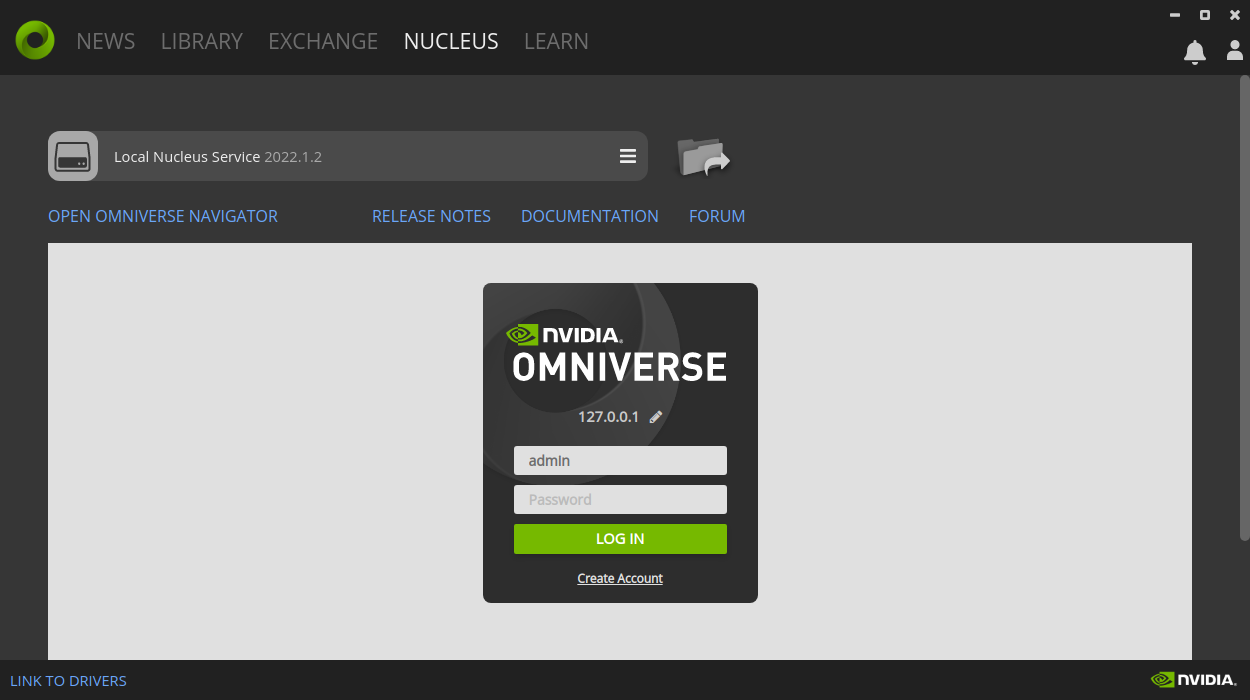 NEWS LIBRARY EXCHANGE NUCLEUS LEARN
Local Nucleus Service 2022.1.2
OPEN OMNIVERSE NAVIGATOR RELEASE NOTES DOCUMENTATION FORUM
NVIDIA.
OMNIVERSE
127.0.0.1
admin
Password
LOG IN
Create Account
LINK TO DRIVERS NVIDIA.